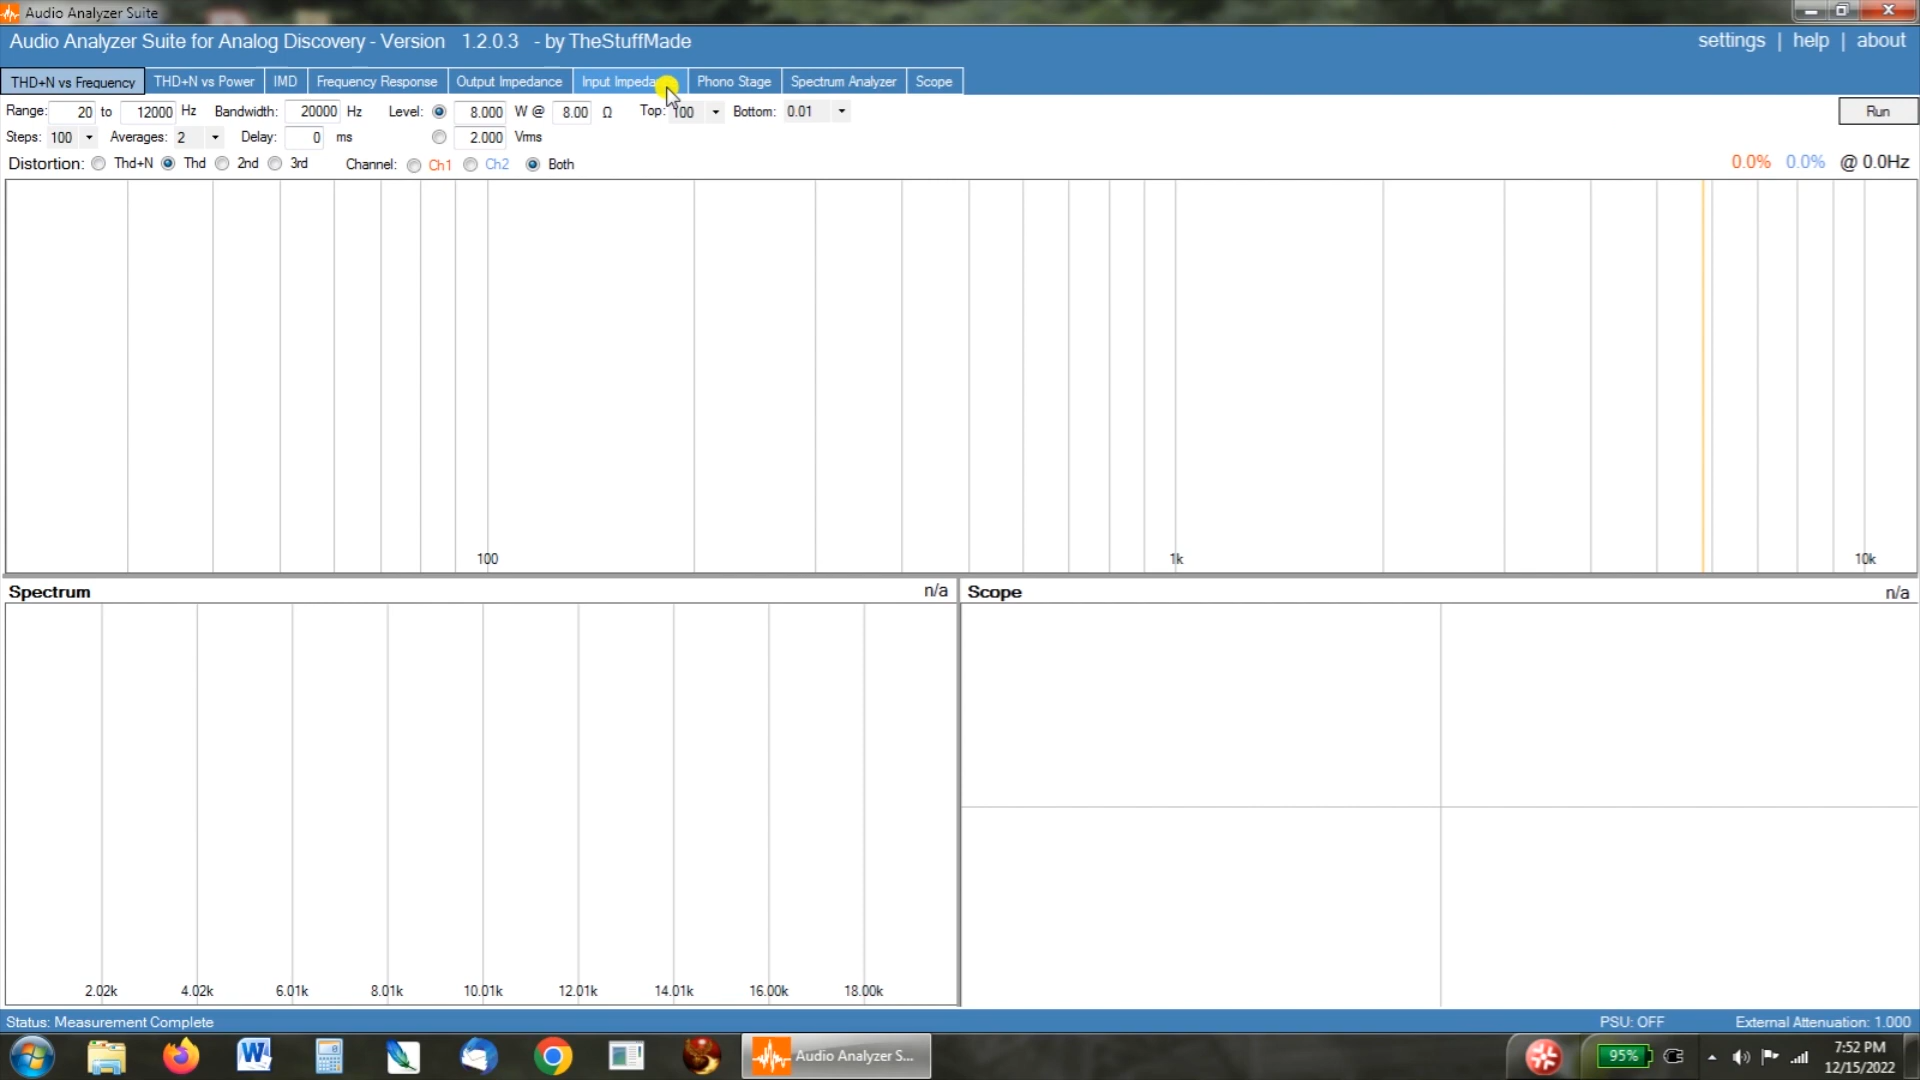 Audio Analyzer Suite
Audio Analyzer Suite for Analog Discovery - Version 1.2.0.3 - by TheStuffMade
settings | help | about
THD+N vs Frequency THD+N vs Power IMD Frequency Response Output Impedance Input Phono Stage Spectrum Analyzer Scope
Range: 20 to 12000 Hz Bandwidth: 20000 Hz Level: 8.000 W @ 8.00 Ω Top: 100 Bottom: 0.01 Run
Steps: 100 Averages: 2 Delay: 0 ms 2.000 Vrms
Distortion: Thd+N Thd 2nd 3rd Channel: Ch1 Ch2 Both 0.0% 0.0% @ 0.0Hz
100 1k 10k
Spectrum n/a Scope n/a
2.02k 4.02k 6.01k 8.01k 10.01k 12.01k 14.01k 16.00k 18.00k
Status: Measurement Complete PSU: OFF External Attenuation: 1.000
Audio Analyzer S... 95% 7:52 PM
12/15/2022